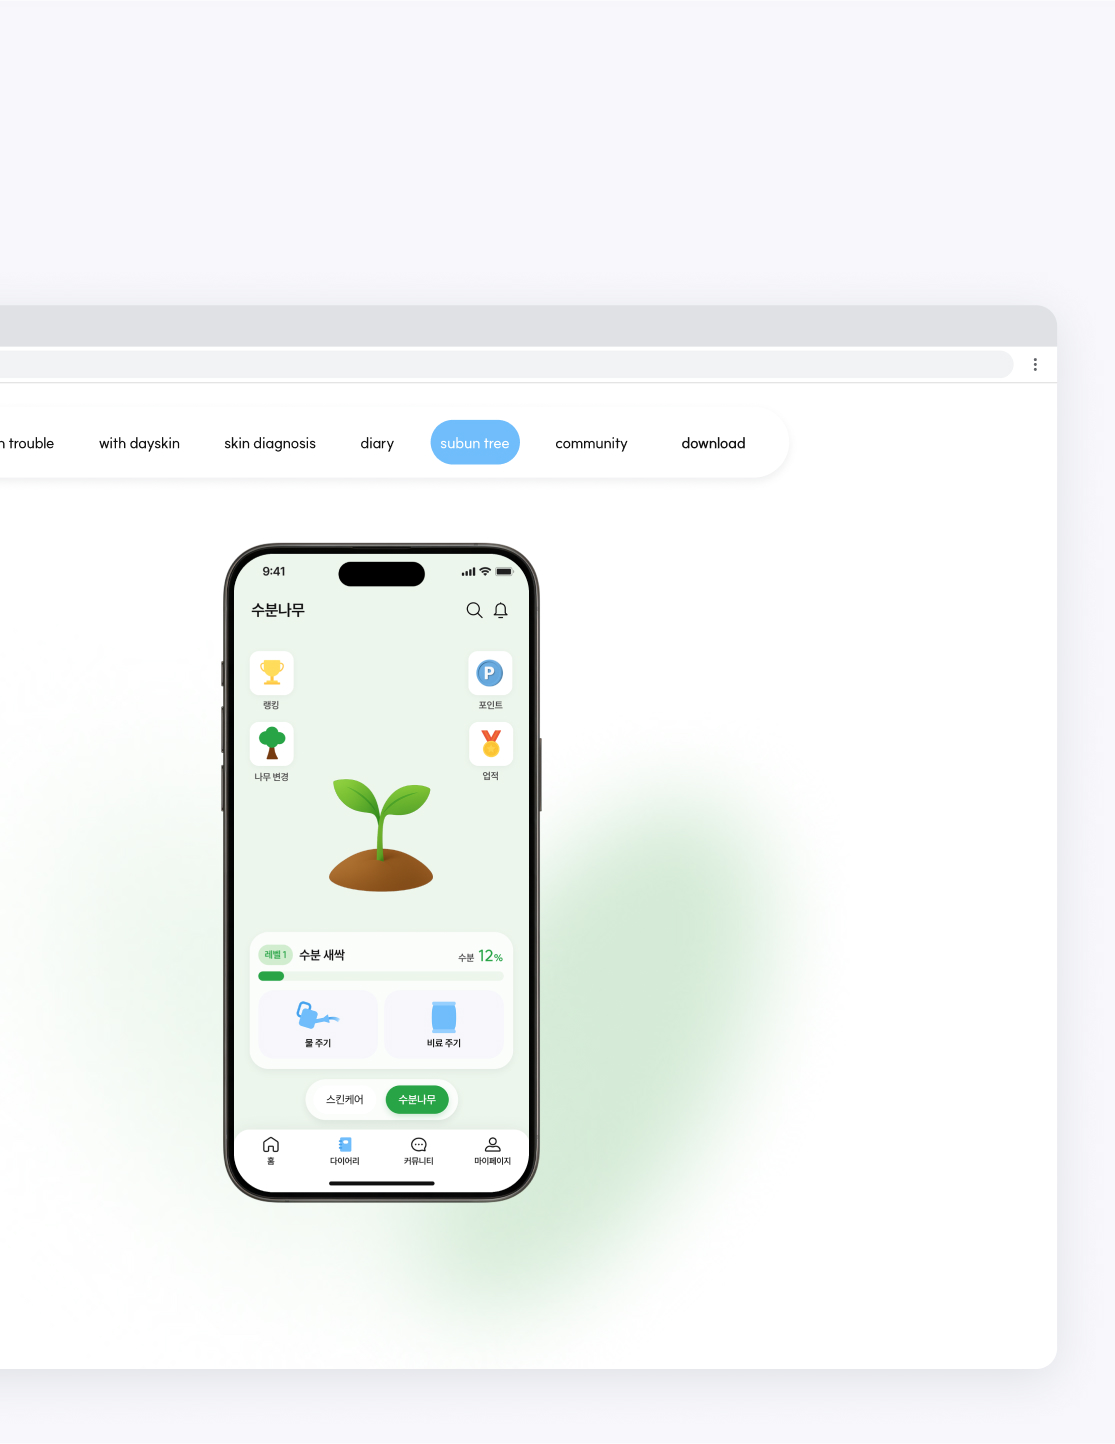 trouble
with dayskin
skin diagnosis
diary
subun tree
community
download
9:41
수분나무
랭킹
P
포인트
나무 변경
업적
레벨 1 수분 새싹
수분 12%
물 주기
비료 주기
스킨케어
수분나무
홈
다이어리
커뮤니티
마이페이지